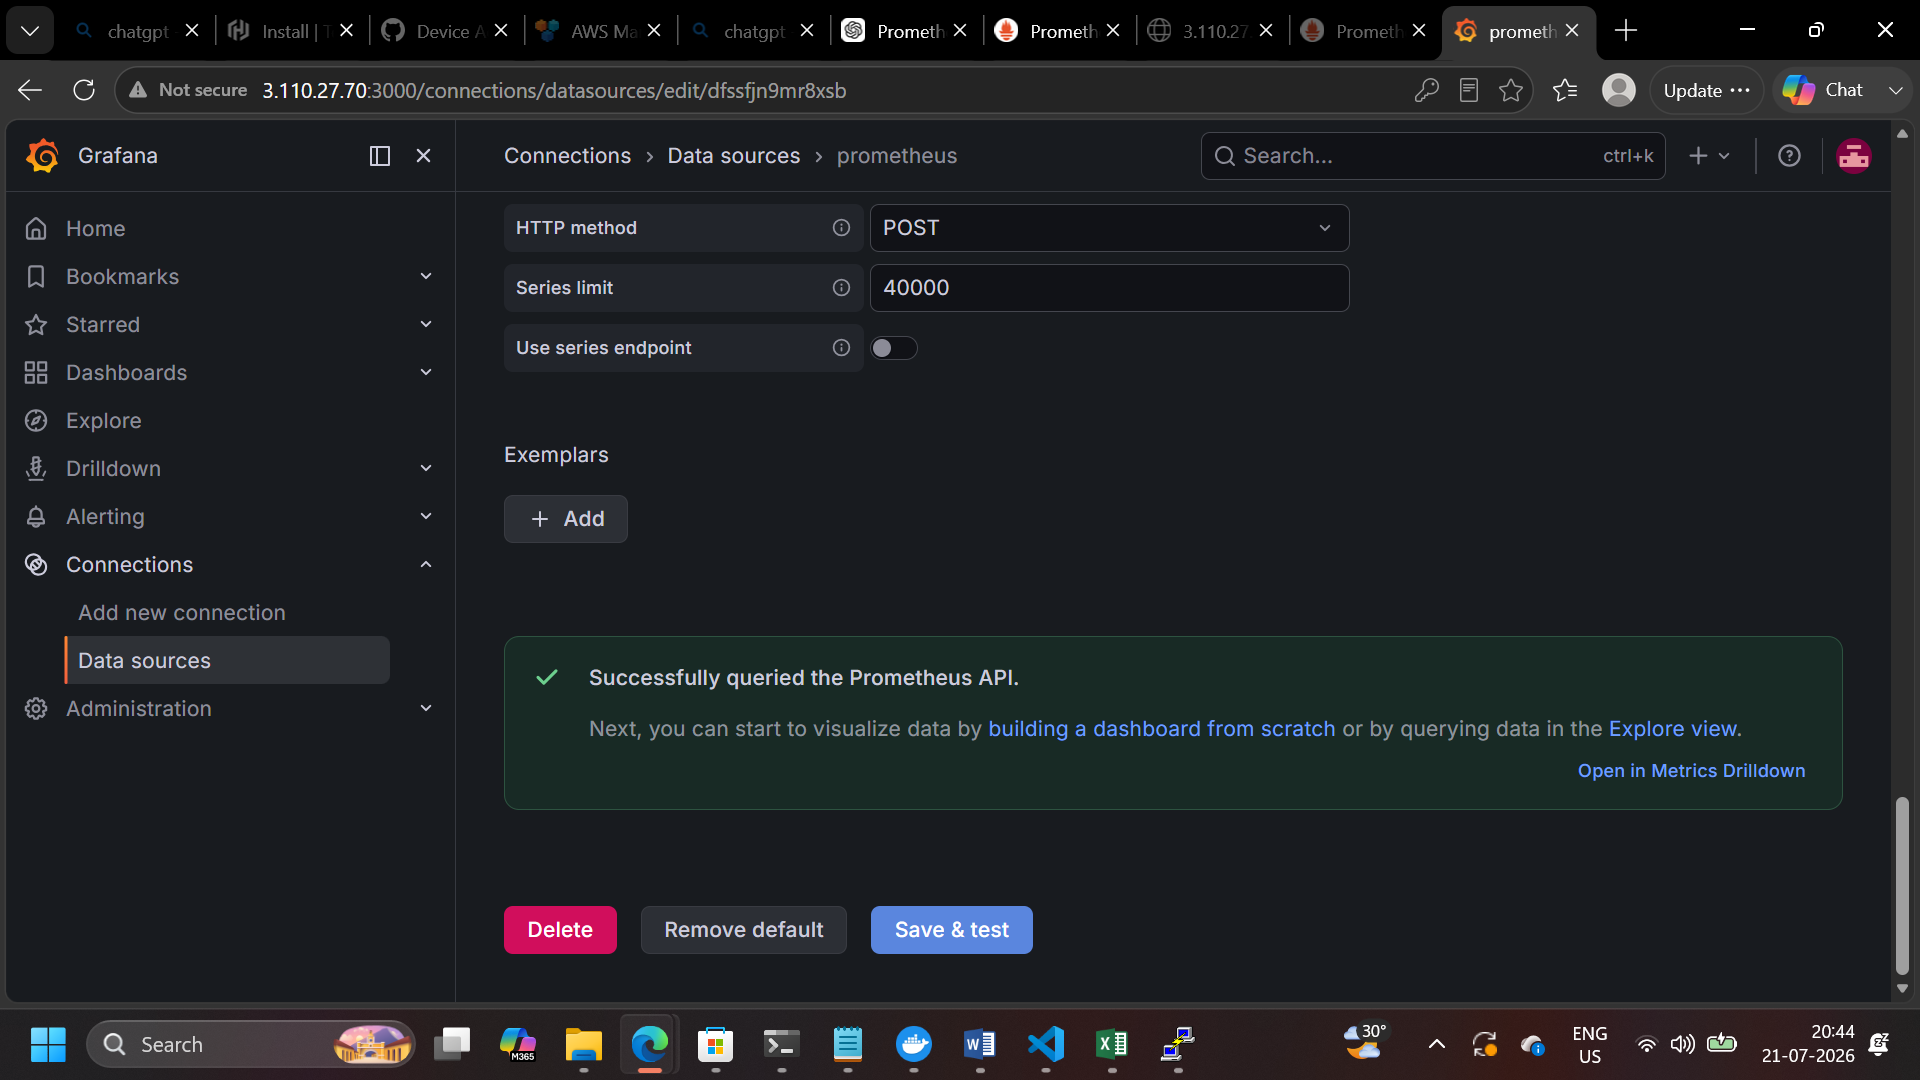 chatgpt
Install | T
Device A
AWS Ma
chatgpt
Prometh
Prometh
3.110.27.
Prometh
prometh
Not secure 3.110.27.70:3000/connections/datasources/edit/dfssfjn9mr8xsb
Update
Chat
Grafana
Connections › Data sources › prometheus
Search...
ctrl+k
Home
Bookmarks
Starred
Dashboards
Explore
Drilldown
Alerting
Connections
Add new connection
Data sources
Administration
HTTP method
POST
Series limit
40000
Use series endpoint
Exemplars
+ Add
Successfully queried the Prometheus API.
Next, you can start to visualize data by building a dashboard from scratch or by querying data in the Explore view.
Open in Metrics Drilldown
Delete
Remove default
Save & test
Search
M365
30°
ENG
US
20:44
21-07-2026